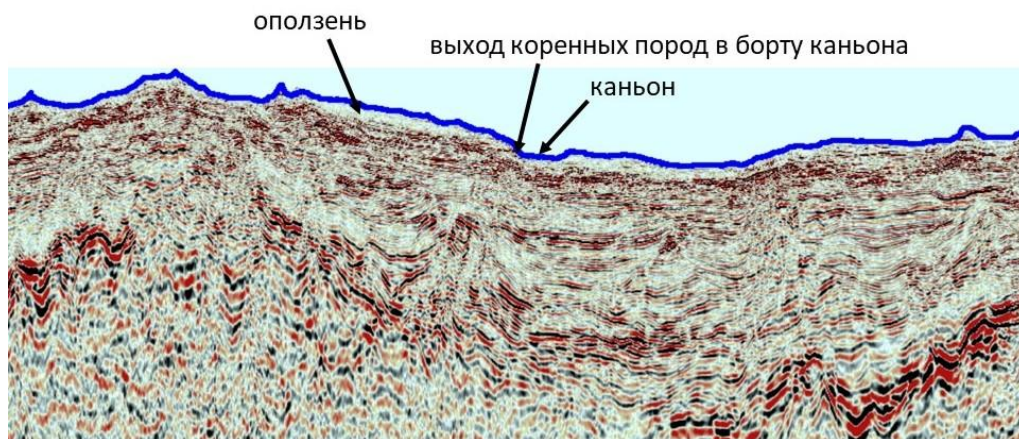 оползень
выход коренных пород в борту каньона
каньон